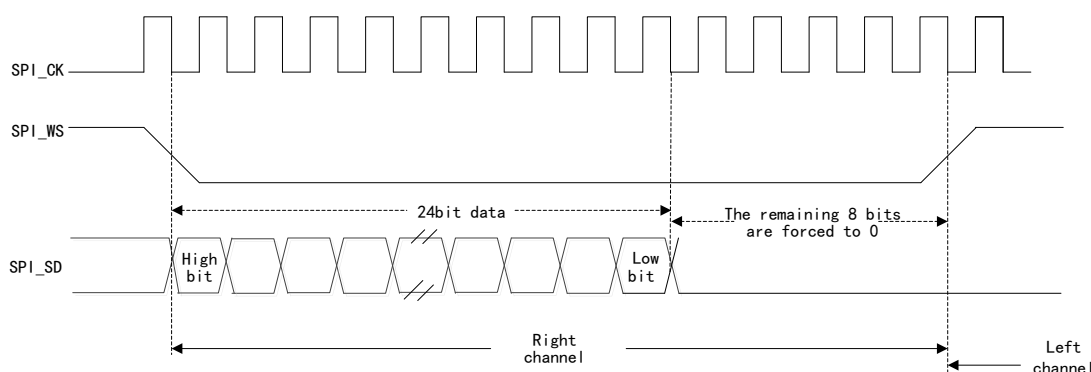 SPI_CK
SPI_WS
24bit data
The remaining 8 bits
are forced to 0
SPI_SD
High
bit
Low
bit
Right
channel
Left
channel